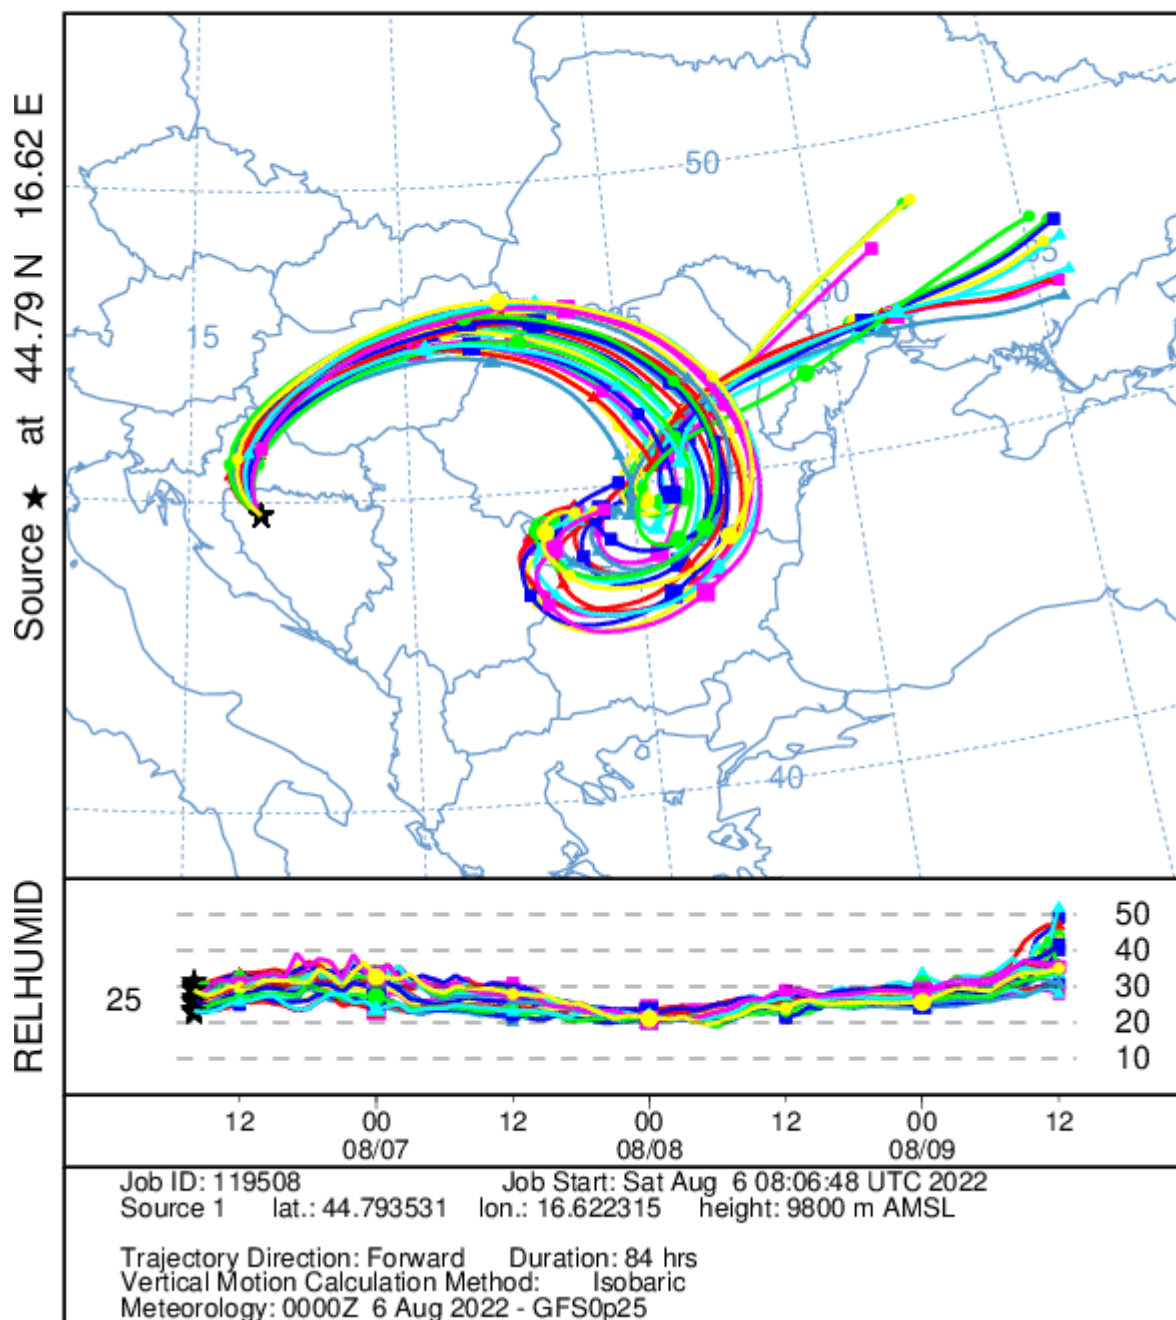 Source ★ at 44.79 N 16.62 E
50
15
25
30
35
40
RELHUMID
25
50
40
30
20
10
12 00 12 00 12 00 12
08/07 08/08 08/09
Job ID: 119508 Job Start: Sat Aug 6 08:06:48 UTC 2022
Source 1 lat.: 44.793531 lon.: 16.622315 height: 9800 m AMSL
Trajectory Direction: Forward Duration: 84 hrs
Vertical Motion Calculation Method: Isobaric
Meteorology: 0000Z 6 Aug 2022 - GFS0p25